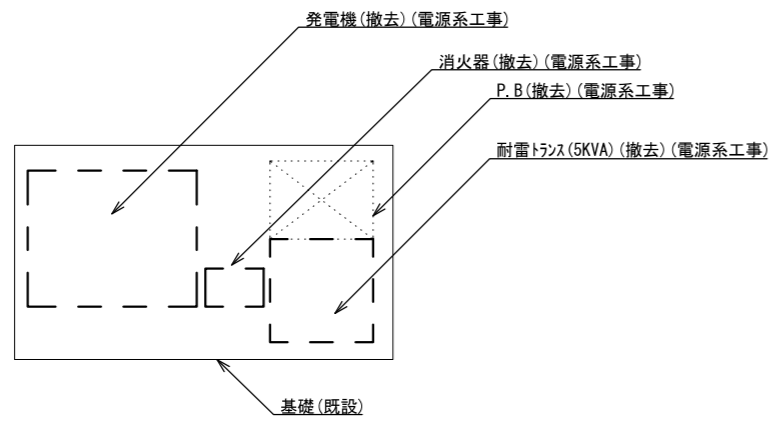 発電機(撤去)(電源系工事)
消火器(撤去)(電源系工事)
P.B(撤去)(電源系工事)
耐雷ﾄﾗﾝｽ(5KVA)(撤去)(電源系工事)
基礎(既設)